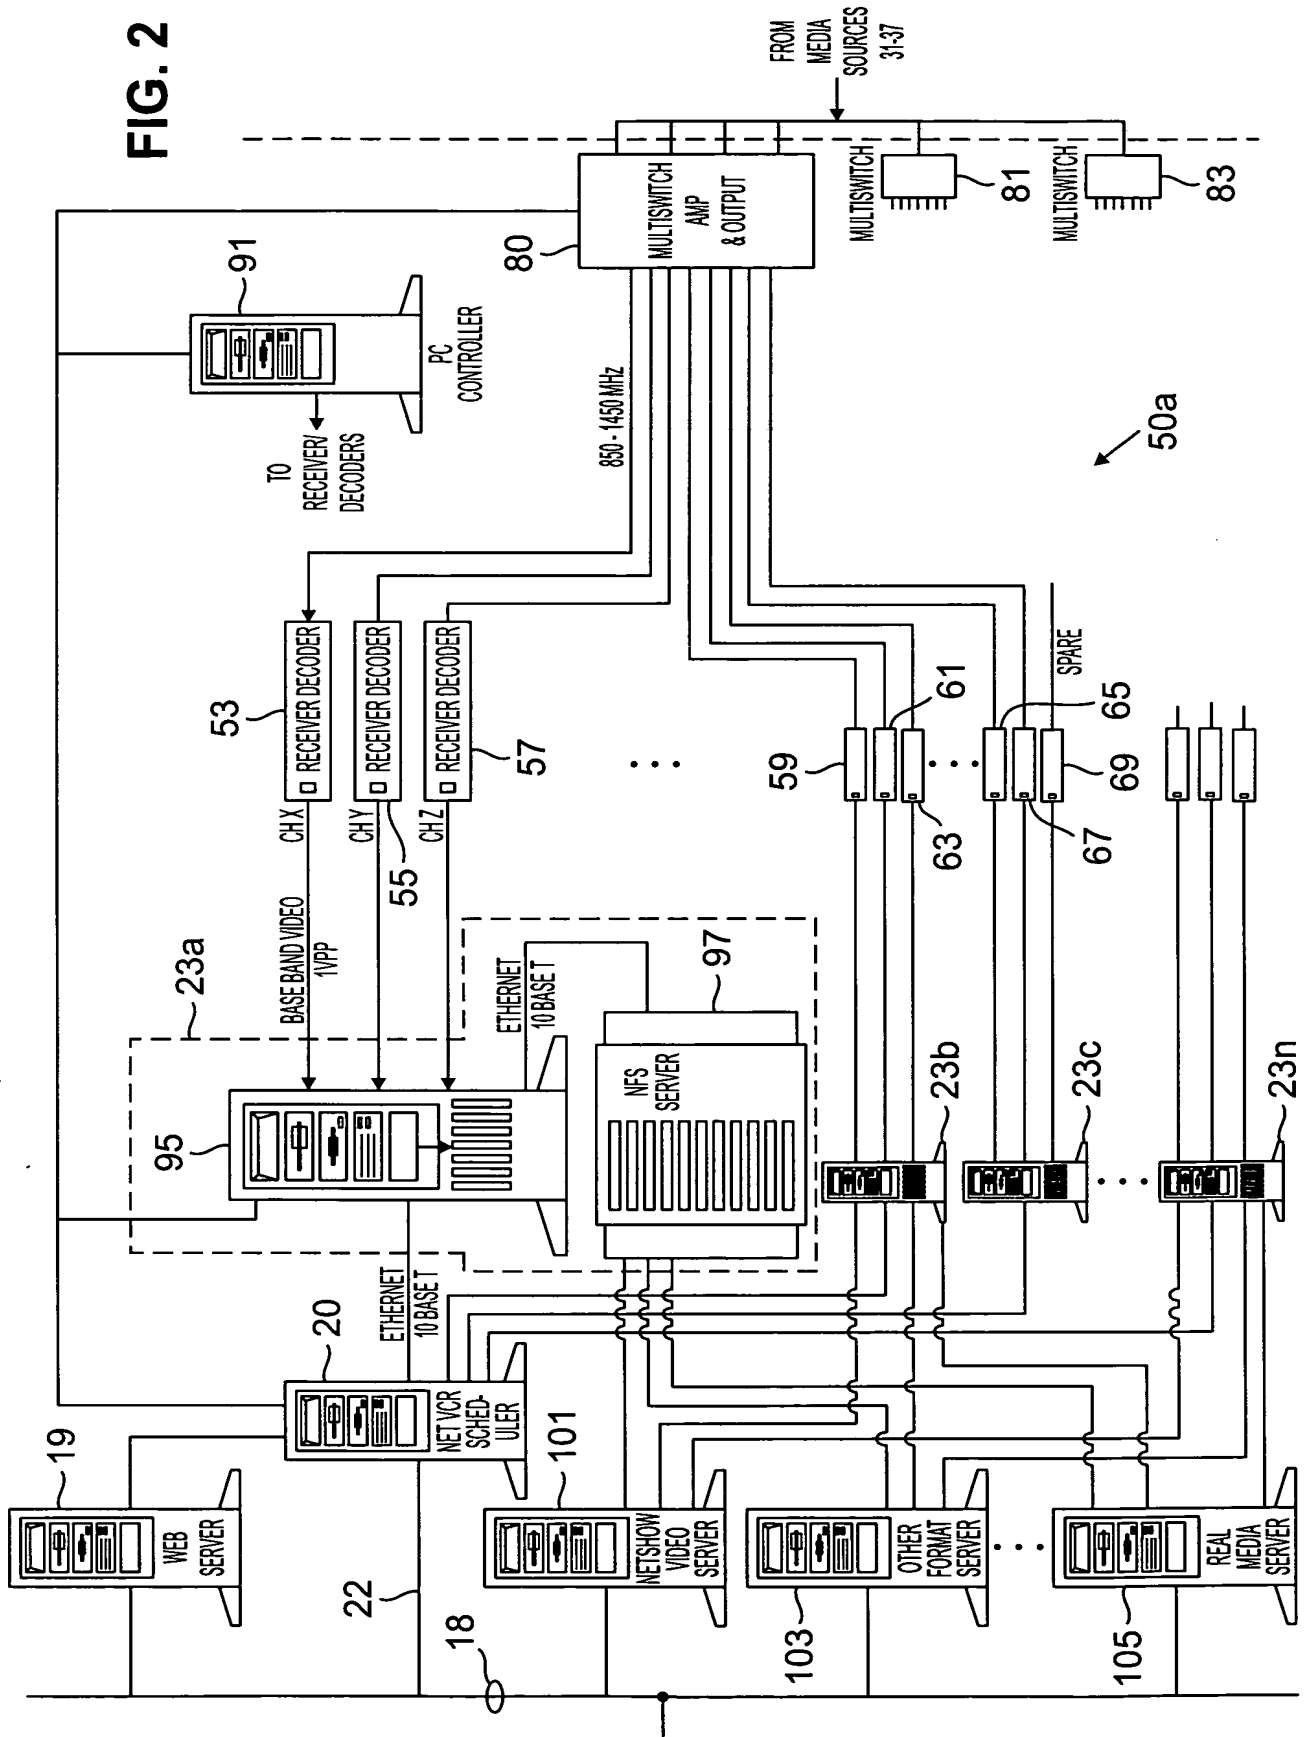 FIG. 2
FROM
MEDIA
SOURCES
31-37
MULTISWITCH
AMP
& OUTPUT
80
MULTISWITCH
81
MULTISWITCH
83
91
PC
CONTROLLER
TO
RECEIVER/
DECODERS
850 - 1450 MHz
50a
53
RECEIVER DECODER
RECEIVER DECODER
RECEIVER DECODER
57
CH X
CH Y
CH Z
55
BASE BAND VIDEO
1VPP
59
61
63
65
67
69
SPARE
23a
95
ETHERNET
10 BASE T
97
NFS
SERVER
23b
23c
23n
ETHERNET
10 BASE T
20
NET VCR
SCHED-
ULER
19
WEB
SERVER
22
18
101
NETSHOW
VIDEO
SERVER
103
OTHER
FORMAT
SERVER
105
REAL
MEDIA
SERVER